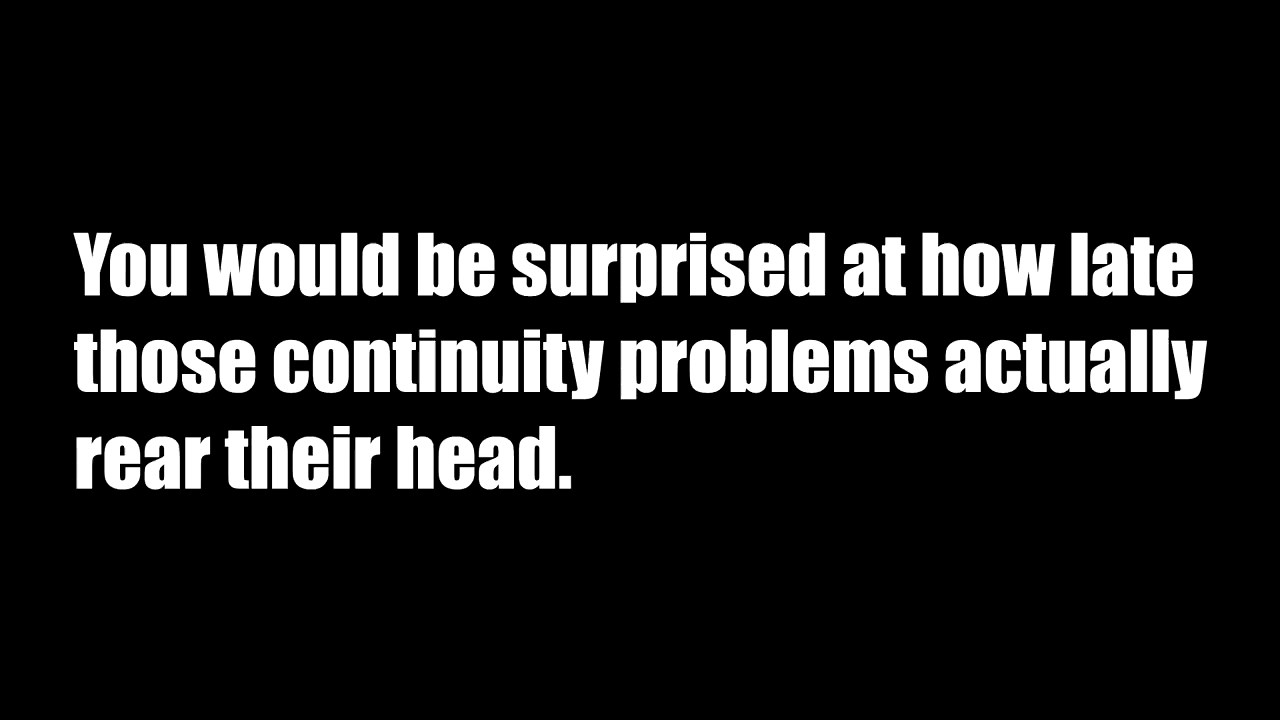 You would be surprised at how late
those continuity problems actually
rear their head.